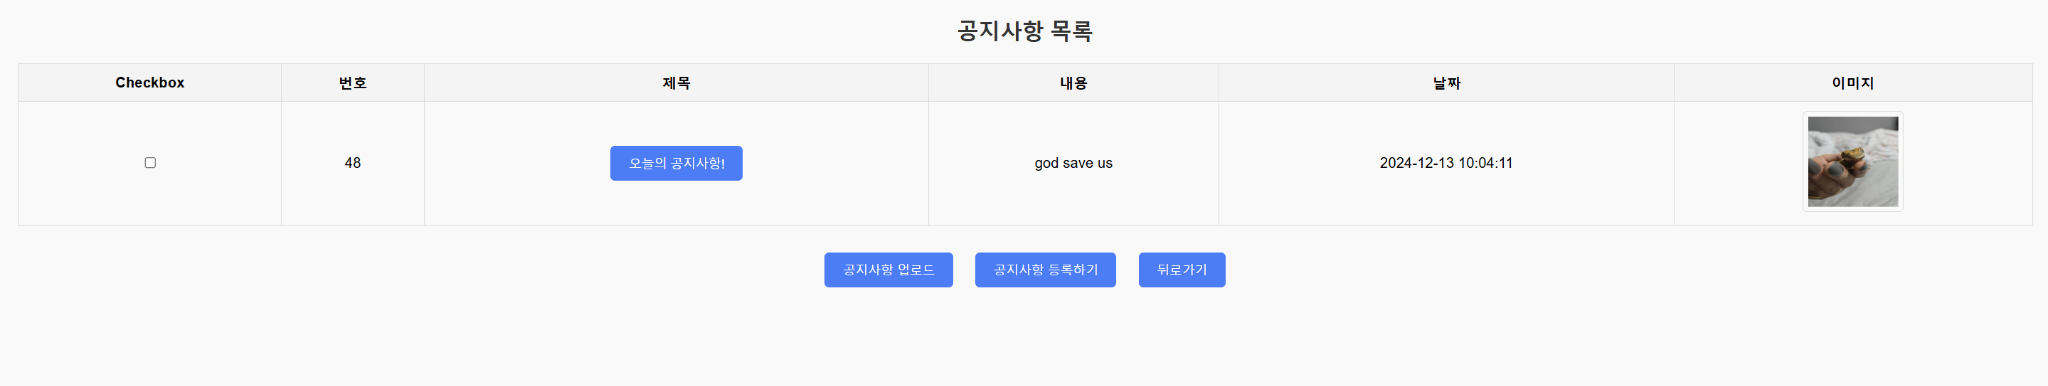 공지사항 목록
Checkbox 번호 제목 내용 날짜 이미지
48 오늘의 공지사항! god save us 2024-12-13 10:04:11
공지사항 업로드 공지사항 등록하기 뒤로가기